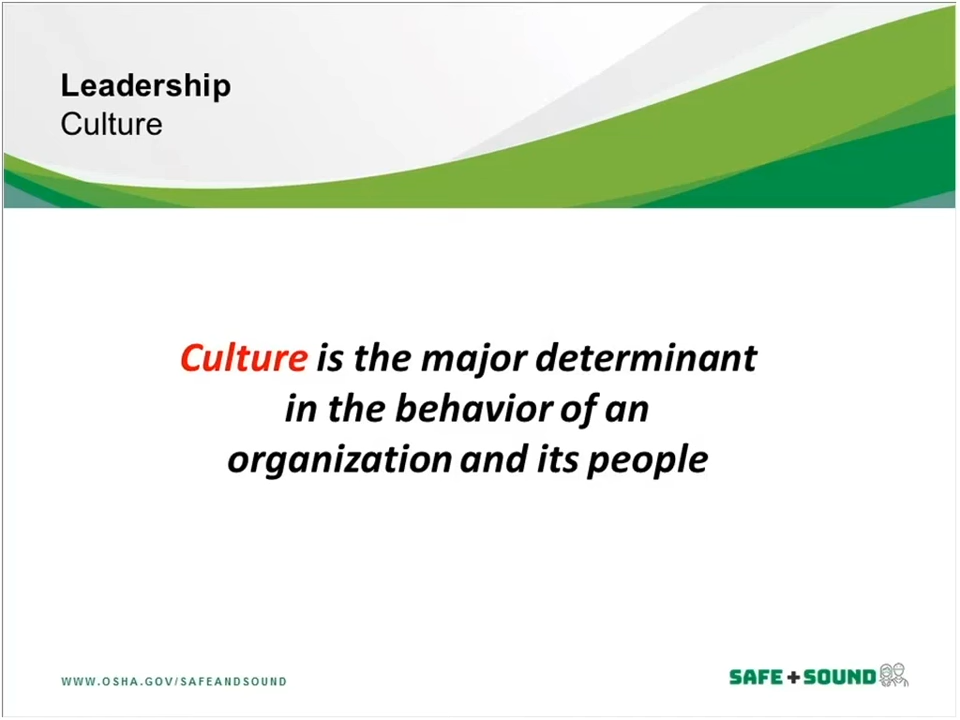 Leadership
Culture
Culture is the major determinant
in the behavior of an
organization and its people
WWW.OSHA.GOV/SAFEANDSOUND
SAFE + SOUND